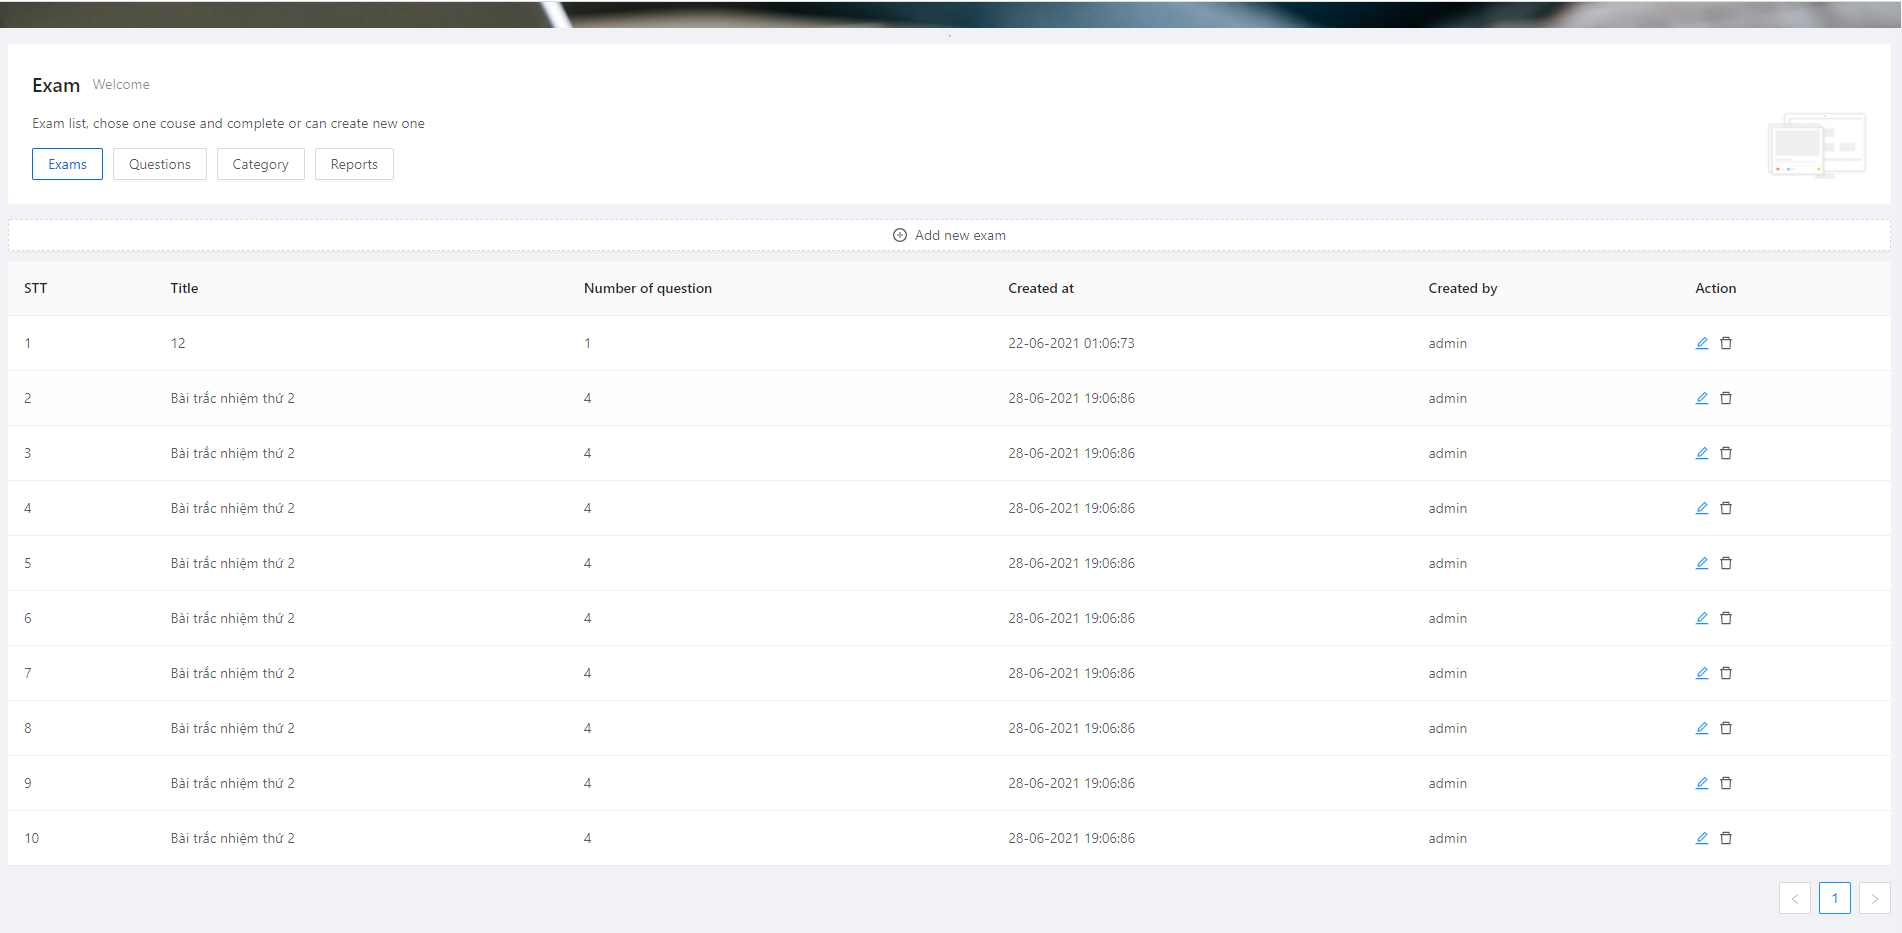 Exam Welcome
Exam list, chose one couse and complete or can create new one
Exams Questions Category Reports
Add new exam
STT Title Number of question Created at Created by Action
1 12 1 22-06-2021 01:06:73 admin
2 Bài trắc nhiệm thứ 2 4 28-06-2021 19:06:86 admin
3 Bài trắc nhiệm thứ 2 4 28-06-2021 19:06:86 admin
4 Bài trắc nhiệm thứ 2 4 28-06-2021 19:06:86 admin
5 Bài trắc nhiệm thứ 2 4 28-06-2021 19:06:86 admin
6 Bài trắc nhiệm thứ 2 4 28-06-2021 19:06:86 admin
7 Bài trắc nhiệm thứ 2 4 28-06-2021 19:06:86 admin
8 Bài trắc nhiệm thứ 2 4 28-06-2021 19:06:86 admin
9 Bài trắc nhiệm thứ 2 4 28-06-2021 19:06:86 admin
10 Bài trắc nhiệm thứ 2 4 28-06-2021 19:06:86 admin
< 1 >